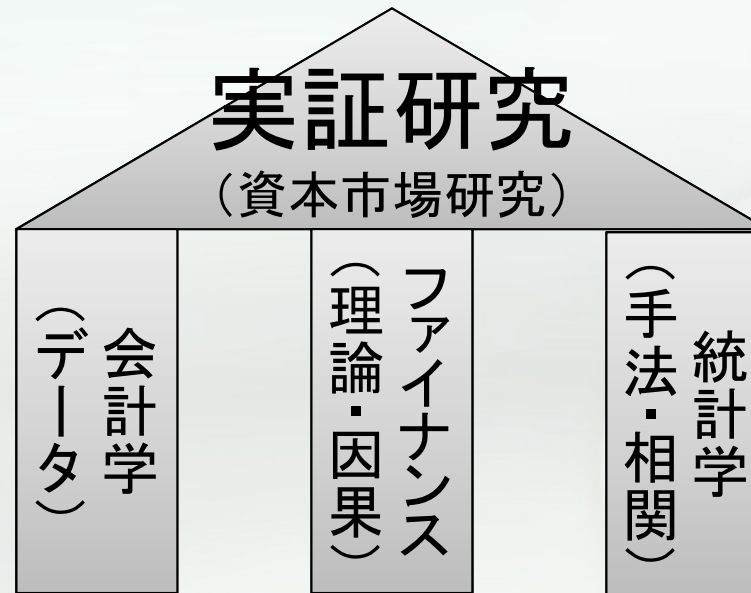 実証研究
（資本市場研究）
会計学
（データ）
ファイナンス
（理論・因果）
統計学
（手法・相関）